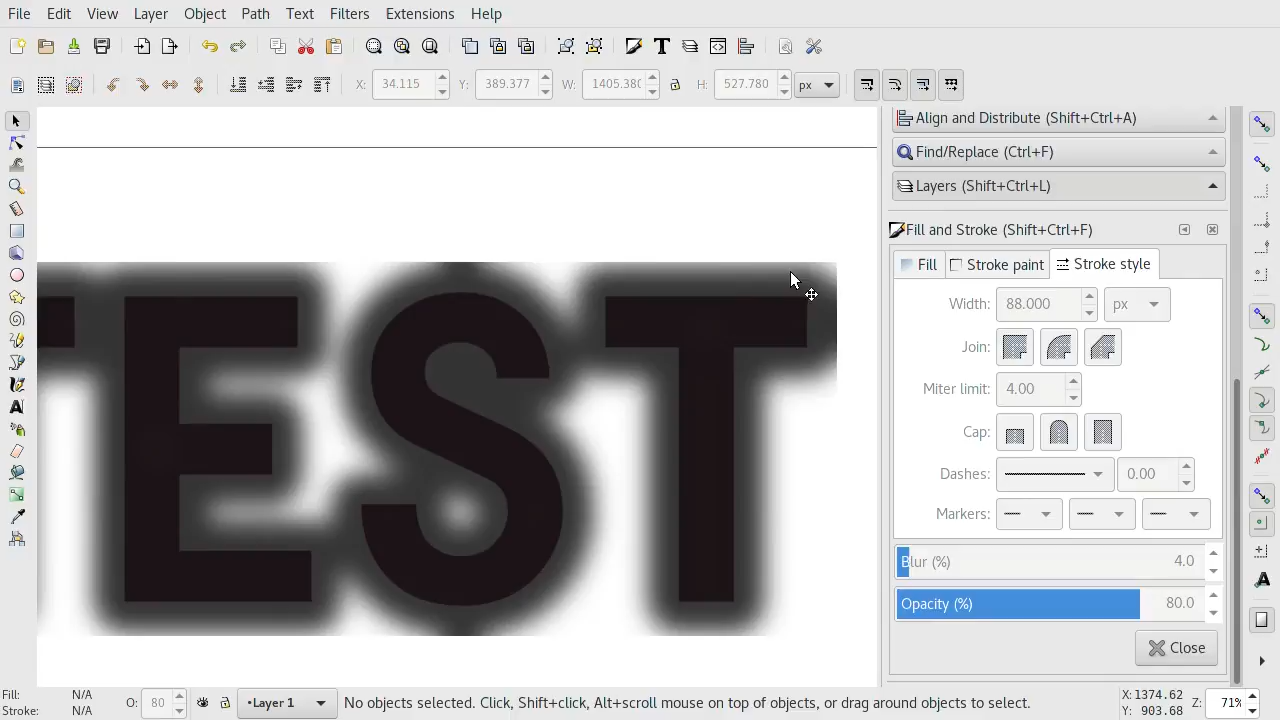 File Edit View Layer Object Path Text Filters Extensions Help
X: 34.115 Y: 389.377 W: 1405.380 H: 527.780 px
Align and Distribute (Shift+Ctrl+A)
Find/Replace (Ctrl+F)
Layers (Shift+Ctrl+L)
Fill and Stroke (Shift+Ctrl+F)
Fill Stroke paint Stroke style
Width: 88.000 px
Join:
Miter limit: 4.00
Cap:
Dashes: 0.00
Markers:
Blur (%) 4.0
Opacity (%) 80.0
Close
EST
Fill: N/A
Stroke: N/A
O: 80
Layer 1
No objects selected. Click, Shift+click, Alt+scroll mouse on top of objects, or drag around objects to select.
X: 1374.62
Y: 903.68
Z: 71%